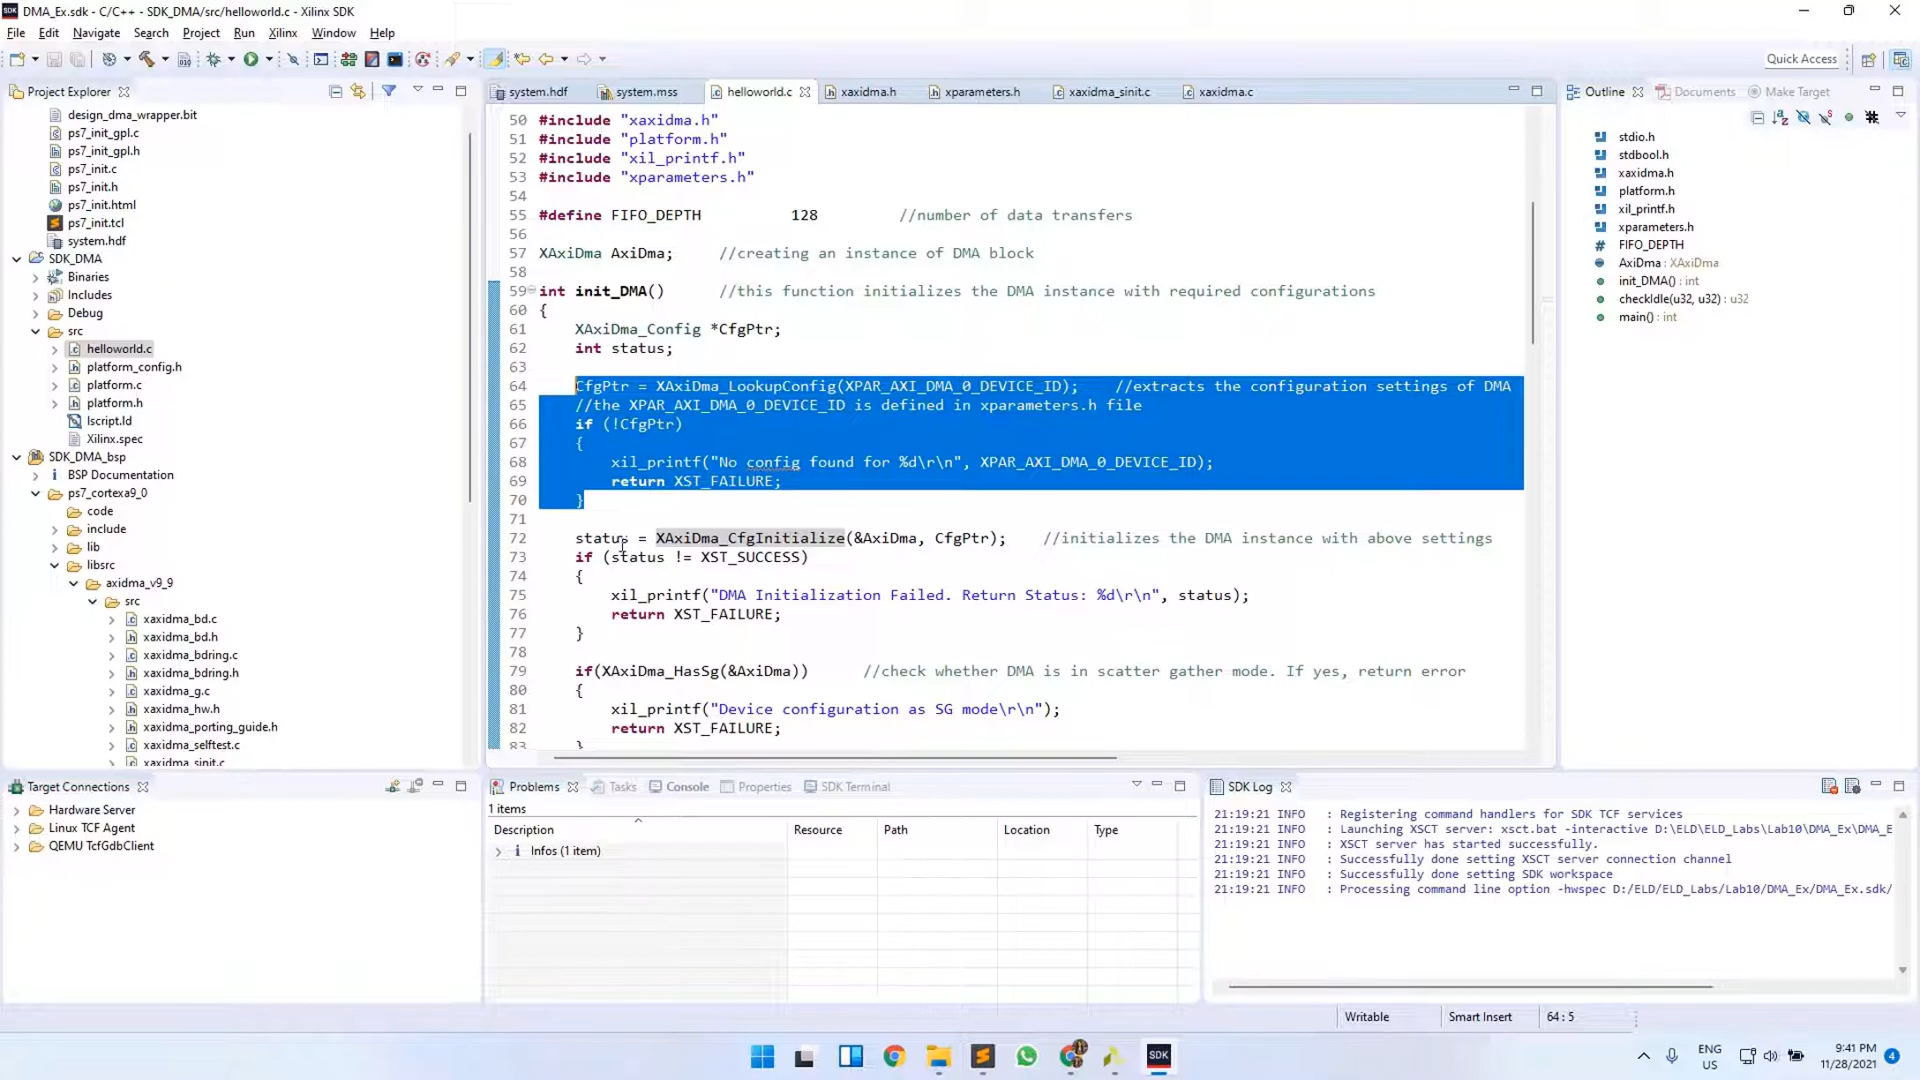 DMA_Ex.sdk - C/C++ - SDK_DMA/src/helloworld.c - Xilinx SDK
File Edit Navigate Search Project Run Xilinx Window Help
Quick Access
Project Explorer
design_dma_wrapper.bit
ps7_init_gpl.c
ps7_init_gpl.h
ps7_init.c
ps7_init.h
ps7_init.html
ps7_init.tcl
system.hdf
SDK_DMA
Binaries
Includes
Debug
src
helloworld.c
platform_config.h
platform.c
platform.h
lscript.ld
Xilinx.spec
SDK_DMA_bsp
BSP Documentation
ps7_cortexa9_0
code
include
lib
libsrc
axidma_v9_9
src
xaxidma_bd.c
xaxidma_bd.h
xaxidma_bdring.c
xaxidma_bdring.h
xaxidma_g.c
xaxidma_hw.h
xaxidma_porting_guide.h
xaxidma_selftest.c
xaxidma_sinit.c
system.hdf system.mss helloworld.c xaxidma.h xparameters.h xaxidma_sinit.c xaxidma.c
50 #include "xaxidma.h"
51 #include "platform.h"
52 #include "xil_printf.h"
53 #include "xparameters.h"
54
55 #define FIFO_DEPTH 128 //number of data transfers
56
57 XAxiDma AxiDma; //creating an instance of DMA block
58
59 int init_DMA() //this function initializes the DMA instance with required configurations
60 {
61 XAxiDma_Config *CfgPtr;
62 int status;
63
64 CfgPtr = XAxiDma_LookupConfig(XPAR_AXI_DMA_0_DEVICE_ID); //extracts the configuration settings of DMA
65 //the XPAR_AXI_DMA_0_DEVICE_ID is defined in xparameters.h file
66 if (!CfgPtr)
67 {
68 xil_printf("No config found for %d\r\n", XPAR_AXI_DMA_0_DEVICE_ID);
69 return XST_FAILURE;
70 }
71
72 status = XAxiDma_CfgInitialize(&AxiDma, CfgPtr); //initializes the DMA instance with above settings
73 if (status != XST_SUCCESS)
74 {
75 xil_printf("DMA Initialization Failed. Return Status: %d\r\n", status);
76 return XST_FAILURE;
77 }
78
79 if(XAxiDma_HasSg(&AxiDma)) //check whether DMA is in scatter gather mode. If yes, return error
80 {
81 xil_printf("Device configuration as SG mode\r\n");
82 return XST_FAILURE;
83 }
Outline Documents Make Target
stdio.h
stdbool.h
xaxidma.h
platform.h
xil_printf.h
xparameters.h
# FIFO_DEPTH
AxiDma : XAxiDma
init_DMA() : int
checkIdle(u32, u32) : u32
main() : int
Target Connections
Hardware Server
Linux TCF Agent
QEMU TcfGdbClient
Problems Tasks Console Properties SDK Terminal
1 items
Description Resource Path Location Type
Infos (1 item)
SDK Log
21:19:21 INFO : Registering command handlers for SDK TCF services
21:19:21 INFO : Launching XSCT server: xsct.bat -interactive D:\ELD\ELD_Labs\Lab10\DMA_Ex\DMA_E
21:19:21 INFO : XSCT server has started successfully.
21:19:21 INFO : Successfully done setting XSCT server connection channel
21:19:21 INFO : Successfully done setting SDK workspace
21:19:21 INFO : Processing command line option -hwspec D:/ELD/ELD_Labs/Lab10/DMA_Ex/DMA_Ex.sdk/
Writable Smart Insert 64 : 5
SDK
ENG
US
9:41 PM
11/28/2021
4